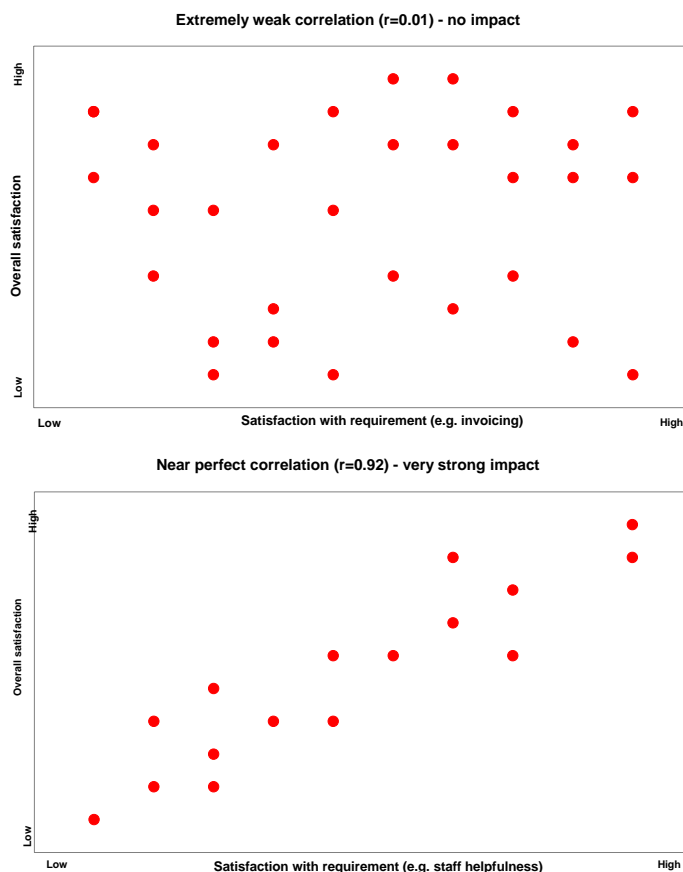 Extremely weak correlation (r=0.01) - no impact
High
Overall satisfaction
Low
Low
Satisfaction with requirement (e.g. invoicing)
High
Near perfect correlation (r=0.92) - very strong impact
High
Overall satisfaction
Low
Low
Satisfaction with requirement (e.g. staff helpfulness)
High